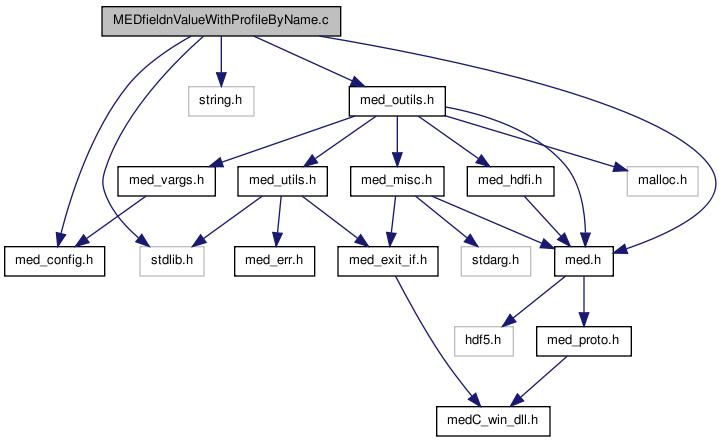 MEDfieldnValueWithProfileByName.c
string.h
med_outils.h
med_vargs.h
med_utils.h
med_misc.h
med_hdfi.h
malloc.h
med_config.h
stdlib.h
med_err.h
med_exit_if.h
stdarg.h
med.h
hdf5.h
med_proto.h
medC_win_dll.h